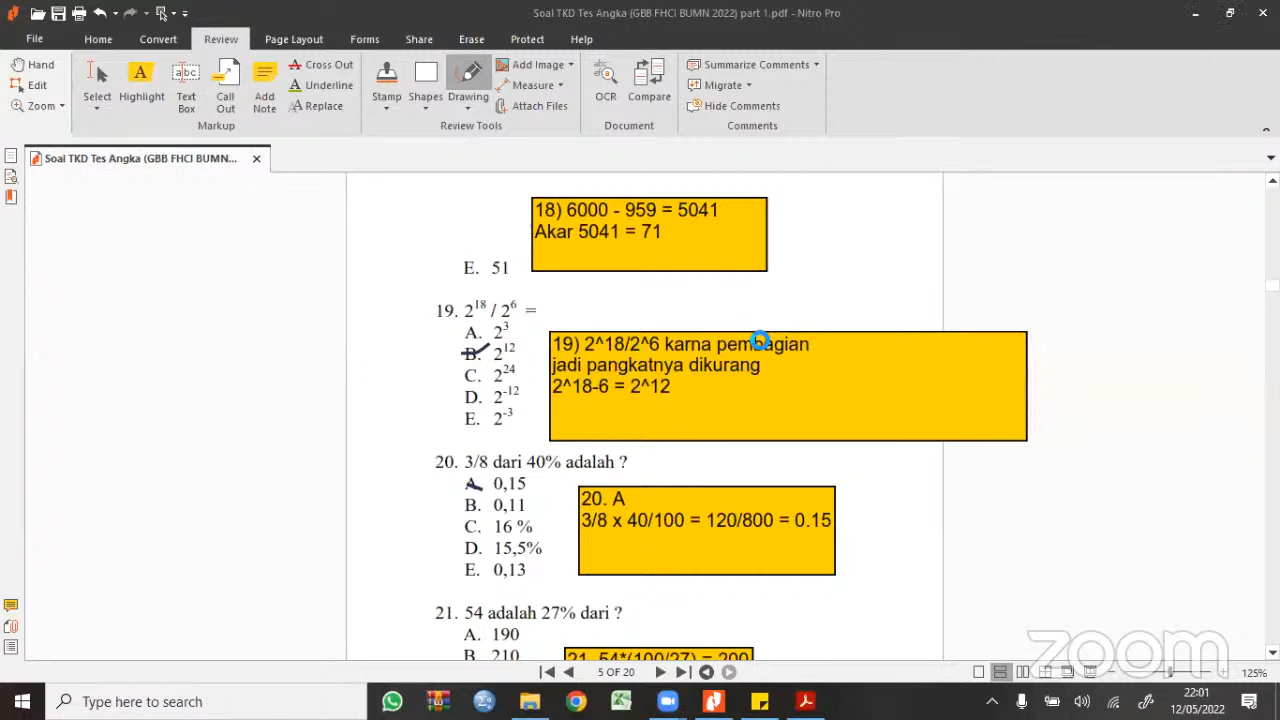 Soal TKD Tes Angka (GBB FHCI BUMN 2022) part 1.pdf - Nitro Pro
File Home Convert Review Page Layout Forms Share Erase Protect Help
Hand
Edit
Zoom
Select
Highlight
Text Box
Call Out
Add Note
Cross Out
Underline
Replace
Markup
Stamp
Shapes
Drawing
Add Image
Measure
Attach Files
Review Tools
OCR
Compare
Document
Summarize Comments
Migrate
Hide Comments
Comments
Soal TKD Tes Angka (GBB FHCI BUMN...
18) 6000 - 959 = 5041
Akar 5041 = 71
E. 51
19. 2^18 / 2^6 =
A. 2^3
B. 2^12
C. 2^24
D. 2^-12
E. 2^-3
19) 2^18/2^6 karna pembagian
jadi pangkatnya dikurang
2^18-6 = 2^12
20. 3/8 dari 40% adalah ?
A. 0,15
B. 0,11
C. 16 %
D. 15,5%
E. 0,13
20. A
3/8 x 40/100 = 120/800 = 0.15
21. 54 adalah 27% dari ?
A. 190
B. 210
21. 54*(100/27) = 200
zoom
5 OF 20
125%
Type here to search
22:01
12/05/2022